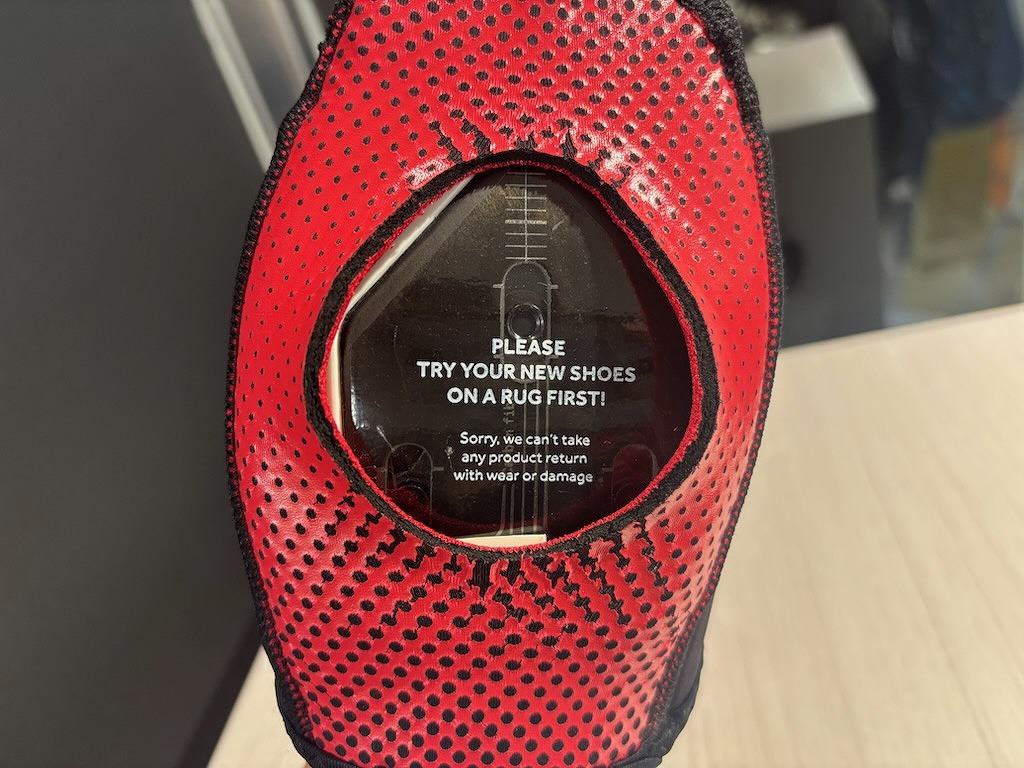 PLEASE
TRY YOUR NEW SHOES
ON A RUG FIRST!
Sorry, we can't take
any product return
with wear or damage